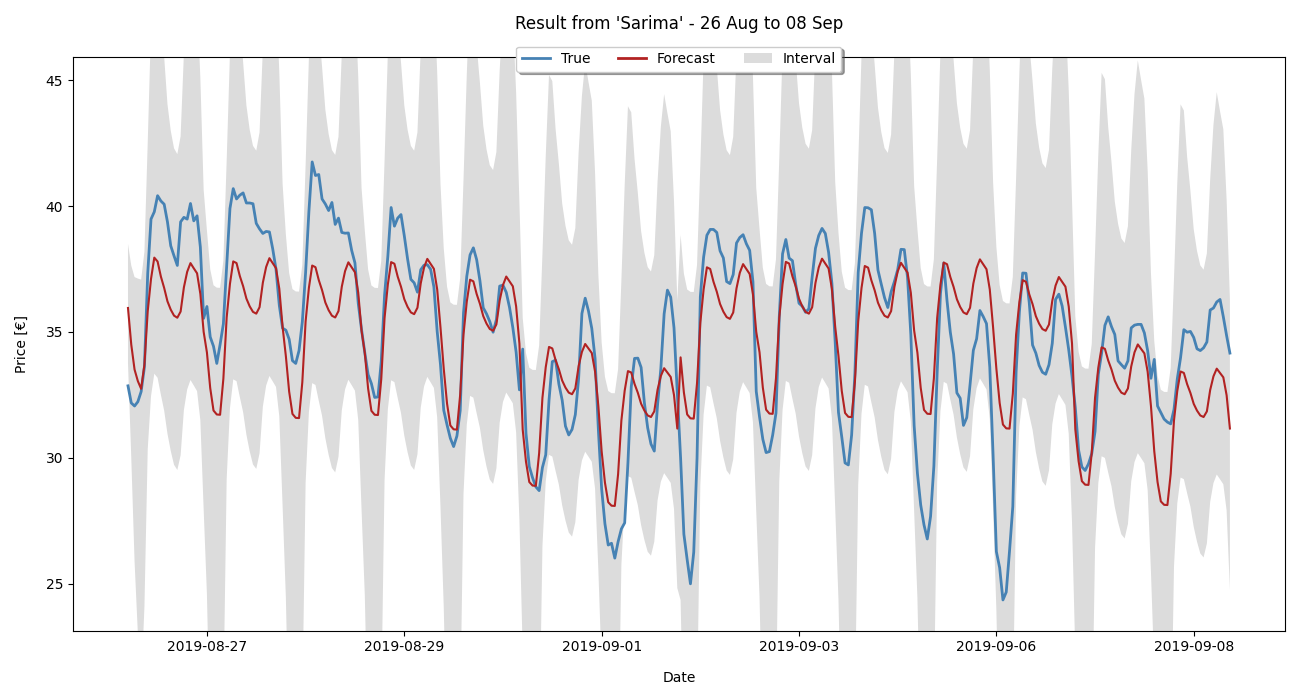 Result from 'Sarima' - 26 Aug to 08 Sep
True Forecast Interval
45
40
35
30
25
Price [€]
2019-08-27 2019-08-29 2019-09-01 2019-09-03 2019-09-06 2019-09-08
Date